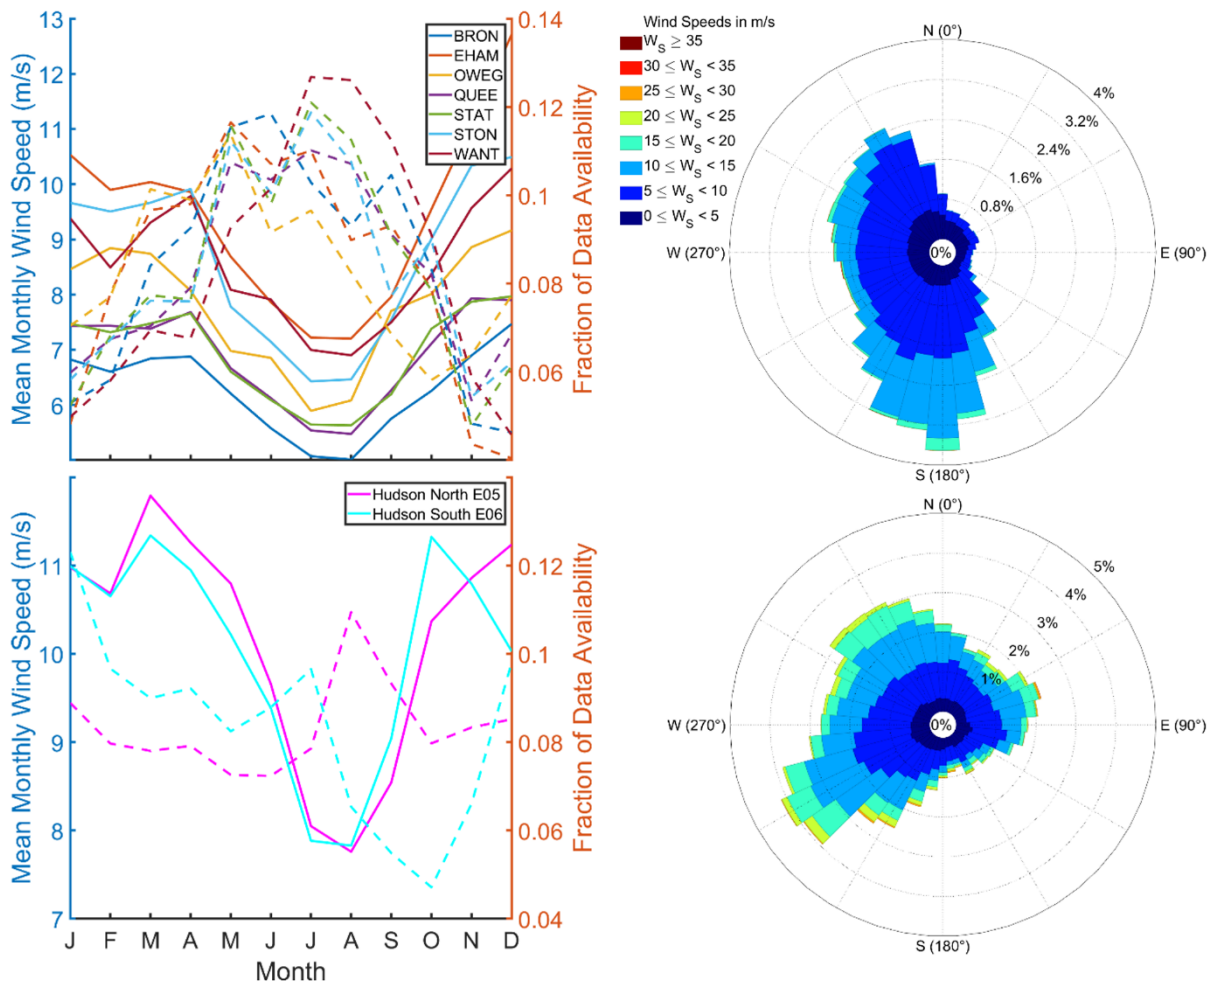 Mean Monthly Wind Speed (m/s)
13
12
11
10
9
8
7
6
BRON
EHAM
OWEG
QUEE
STAT
STON
WANT
0.14
0.12
0.1
0.08
0.06
Fraction of Data Availability
Wind Speeds in m/s
W_S ≥ 35
30 ≤ W_S < 35
25 ≤ W_S < 30
20 ≤ W_S < 25
15 ≤ W_S < 20
10 ≤ W_S < 15
5 ≤ W_S < 10
0 ≤ W_S < 5
N (0°)
4%
3.2%
2.4%
1.6%
0.8%
0%
W (270°)
E (90°)
S (180°)
Mean Monthly Wind Speed (m/s)
11
10
9
8
7
Hudson North E05
Hudson South E06
0.12
0.1
0.08
0.06
0.04
Fraction of Data Availability
J F M A M J J A S O N D
Month
N (0°)
5%
4%
3%
2%
1%
0%
W (270°)
E (90°)
S (180°)